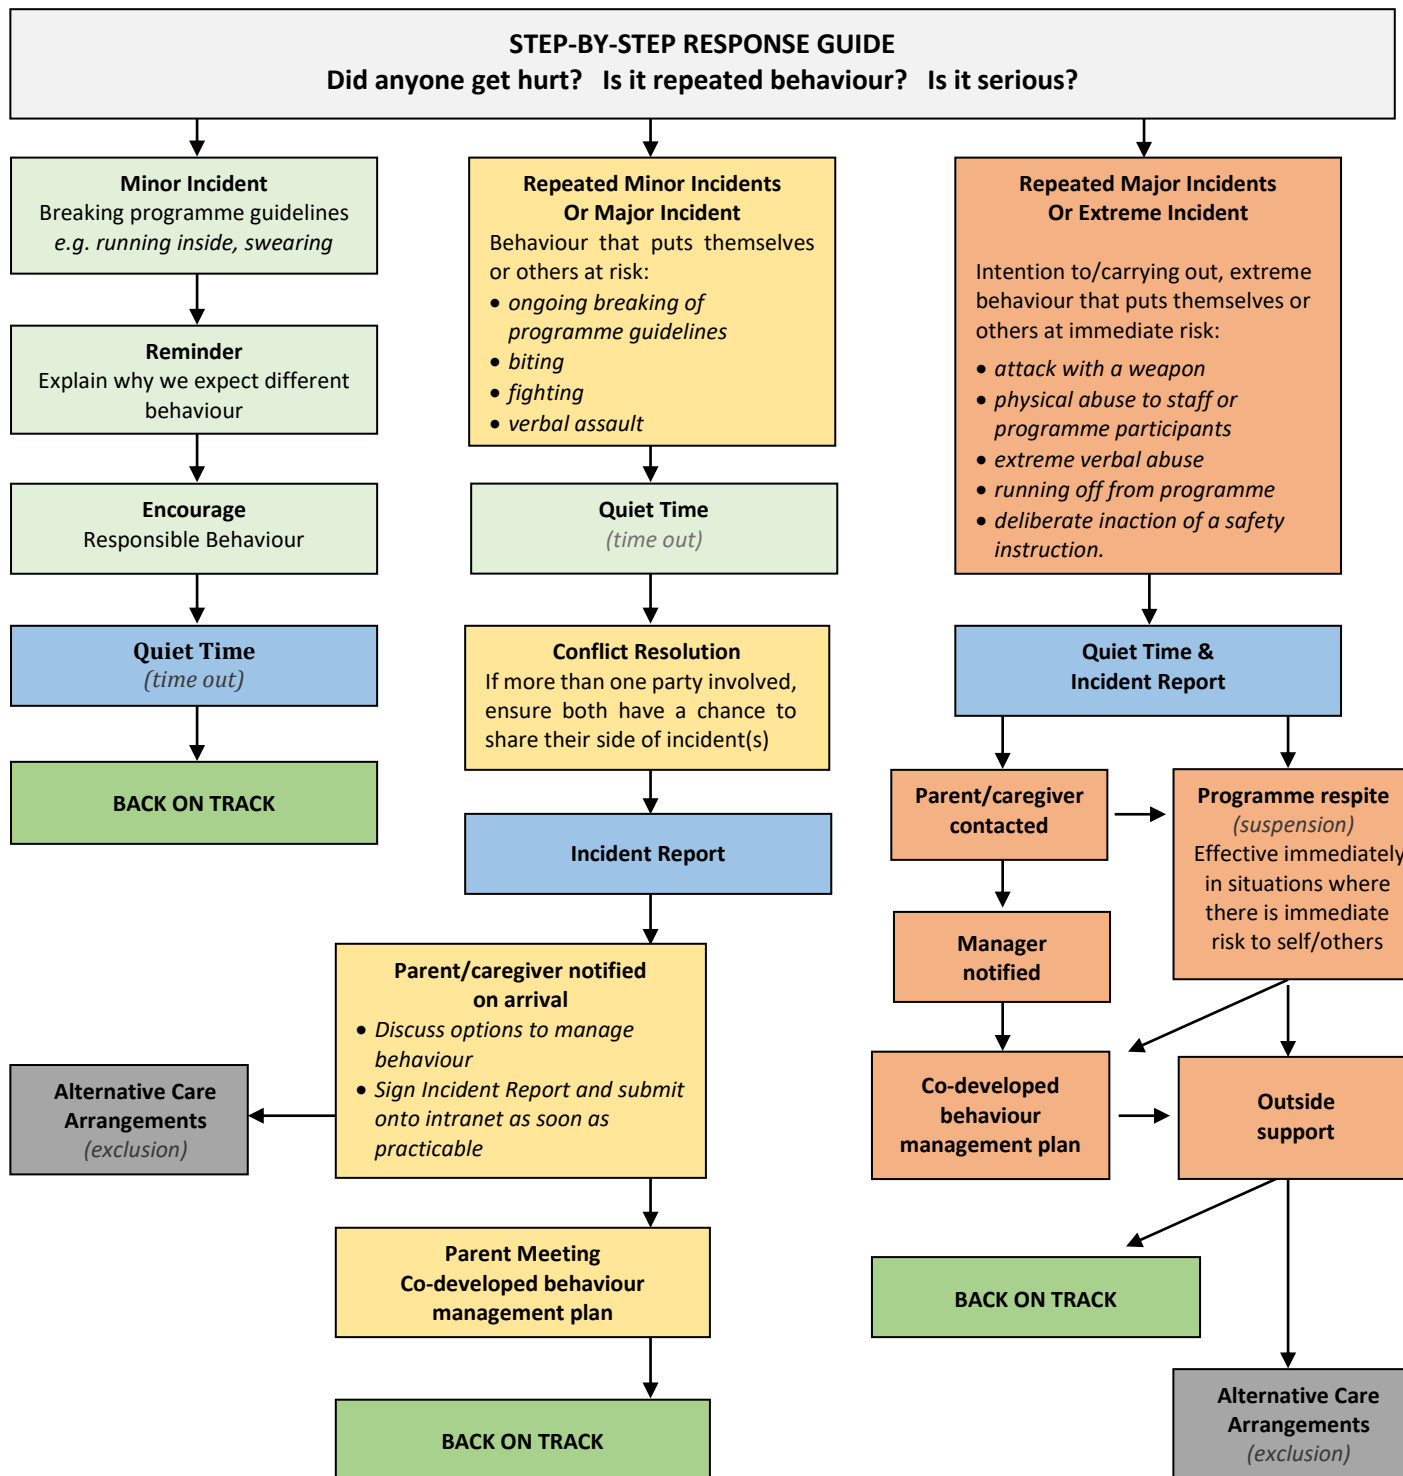 STEP-BY-STEP RESPONSE GUIDE
Did anyone get hurt? Is it repeated behaviour? Is it serious?
Minor Incident
Breaking programme guidelines
e.g. running inside, swearing
Reminder
Explain why we expect different
behaviour
Encourage
Responsible Behaviour
Quiet Time
(time out)
BACK ON TRACK
Repeated Minor Incidents
Or Major Incident
Behaviour that puts themselves
or others at risk:
• ongoing breaking of
programme guidelines
• biting
• fighting
• verbal assault
Quiet Time
(time out)
Conflict Resolution
If more than one party involved,
ensure both have a chance to
share their side of incident(s)
Incident Report
Parent/caregiver notified
on arrival
• Discuss options to manage
behaviour
• Sign Incident Report and submit
onto intranet as soon as
practicable
Alternative Care
Arrangements
(exclusion)
Parent Meeting
Co-developed behaviour
management plan
BACK ON TRACK
Repeated Major Incidents
Or Extreme Incident
Intention to/carrying out, extreme
behaviour that puts themselves or
others at immediate risk:
• attack with a weapon
• physical abuse to staff or
programme participants
• extreme verbal abuse
• running off from programme
• deliberate inaction of a safety
instruction.
Quiet Time &
Incident Report
Parent/caregiver
contacted
Programme respite
(suspension)
Effective immediately
in situations where
there is immediate
risk to self/others
Manager
notified
Co-developed
behaviour
management plan
Outside
support
BACK ON TRACK
Alternative Care
Arrangements
(exclusion)